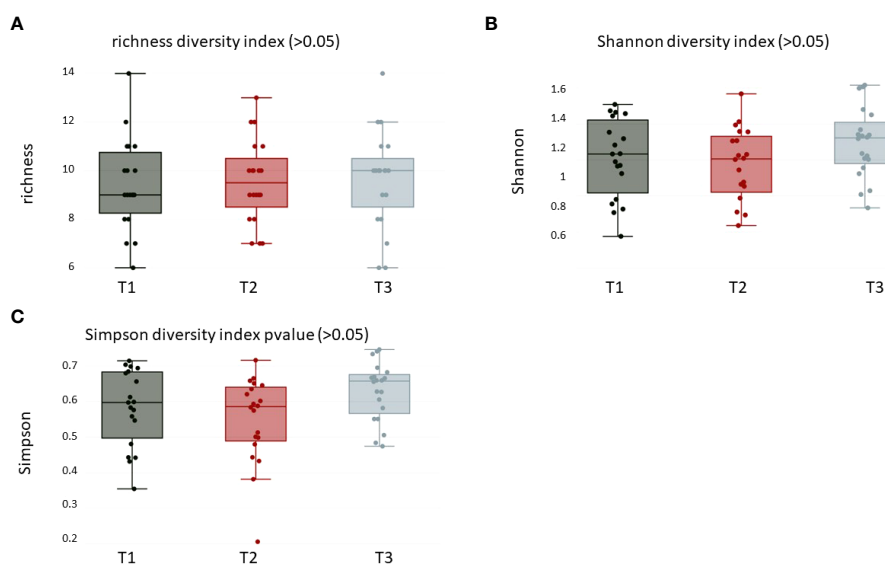 A
richness diversity index (>0.05)
richness
14
12
10
8
6
T1
T2
T3
B
Shannon diversity index (>0.05)
Shannon
1.6
1.4
1.2
1
0.8
0.6
T1
T2
T3
C
Simpson diversity index pvalue (>0.05)
Simpson
0.7
0.6
0.5
0.4
0.3
0.2
T1
T2
T3